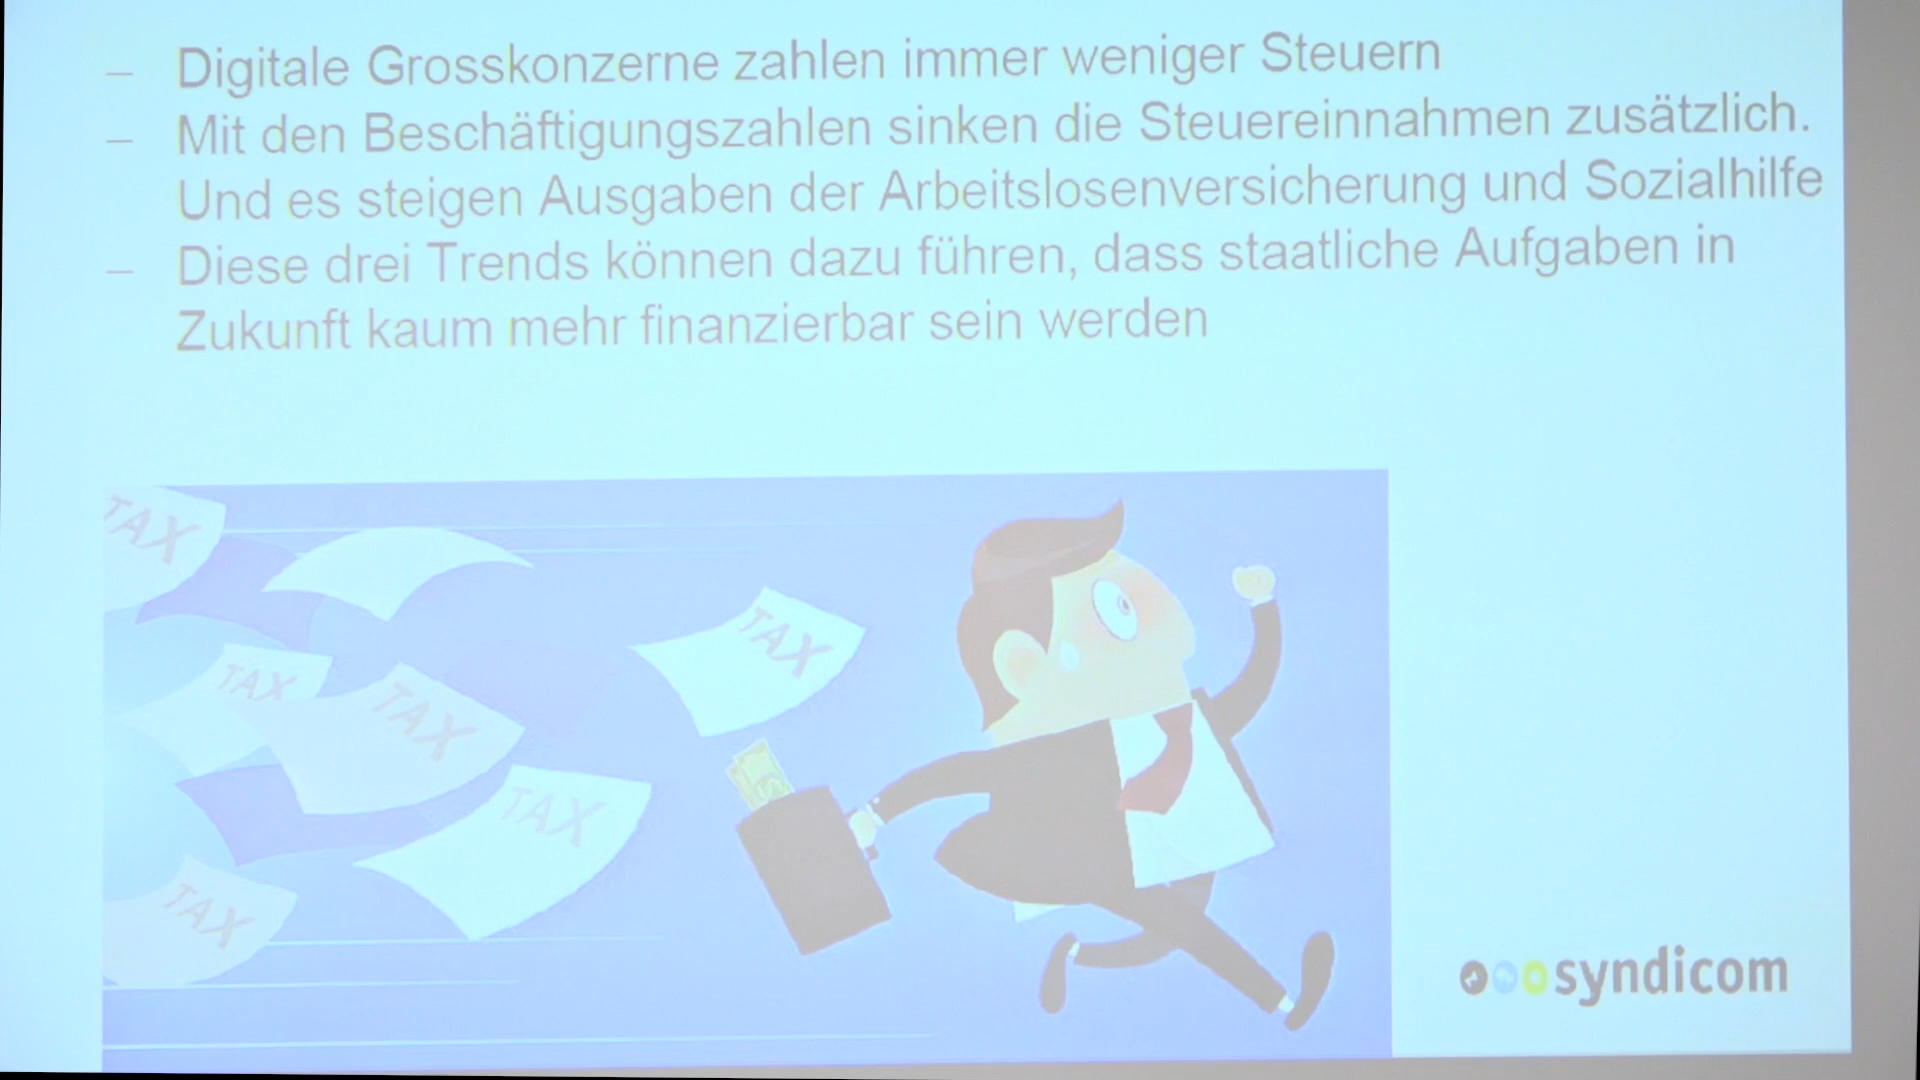 – Digitale Grosskonzerne zahlen immer weniger Steuern
– Mit den Beschäftigungszahlen sinken die Steuereinnahmen zusätzlich.
Und es steigen Ausgaben der Arbeitslosenversicherung und Sozialhilfe
– Diese drei Trends können dazu führen, dass staatliche Aufgaben in
Zukunft kaum mehr finanzierbar sein werden
TAX
TAX
TAX
TAX
TAX
TAX
syndicom